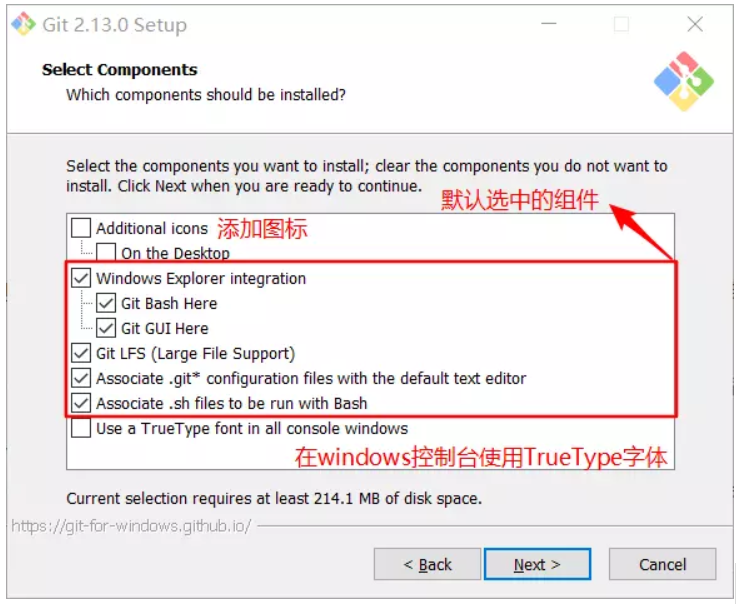 Git 2.13.0 Setup
Select Components
Which components should be installed?
Select the components you want to install; clear the components you do not want to
install. Click Next when you are ready to continue.
默认选中的组件
Additional icons 添加图标
On the Desktop
Windows Explorer integration
Git Bash Here
Git GUI Here
Git LFS (Large File Support)
Associate .git* configuration files with the default text editor
Associate .sh files to be run with Bash
Use a TrueType font in all console windows
在windows控制台使用TrueType字体
Current selection requires at least 214.1 MB of disk space.
https://git-for-windows.github.io/
< Back Next > Cancel